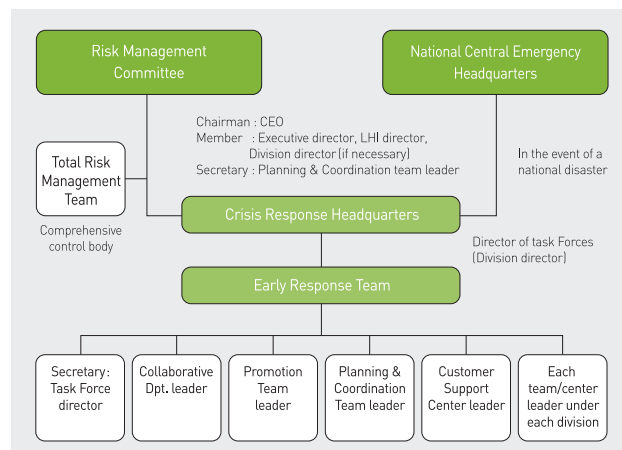 Risk Management
Committee
National Central Emergency
Headquarters
Chairman : CEO
Member : Executive director, LHI director,
Division director (if necessary)
Secretary : Planning & Coordination team leader
Total Risk
Management
Team
Comprehensive
control body
In the event of a
national disaster
Crisis Response Headquarters
Director of task Forces
(Division director)
Early Response Team
Secretary:
Task Force
director
Collaborative
Dpt. leader
Promotion
Team
leader
Planning &
Coordination
Team leader
Customer
Support
Center leader
Each
team/center
leader under
each division